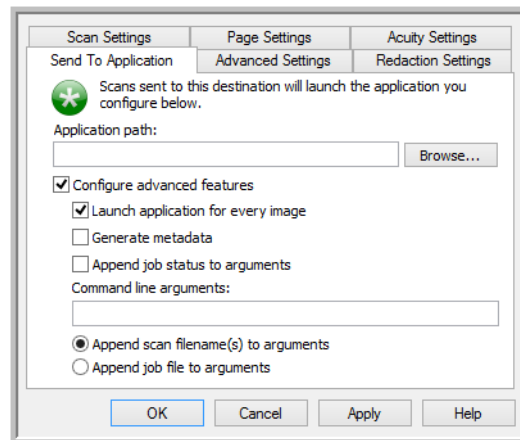 Scan Settings Page Settings Acuity Settings
Send To Application Advanced Settings Redaction Settings
Scans sent to this destination will launch the application you
configure below.
Application path:
Browse...
Configure advanced features
Launch application for every image
Generate metadata
Append job status to arguments
Command line arguments:
Append scan filename(s) to arguments
Append job file to arguments
OK Cancel Apply Help